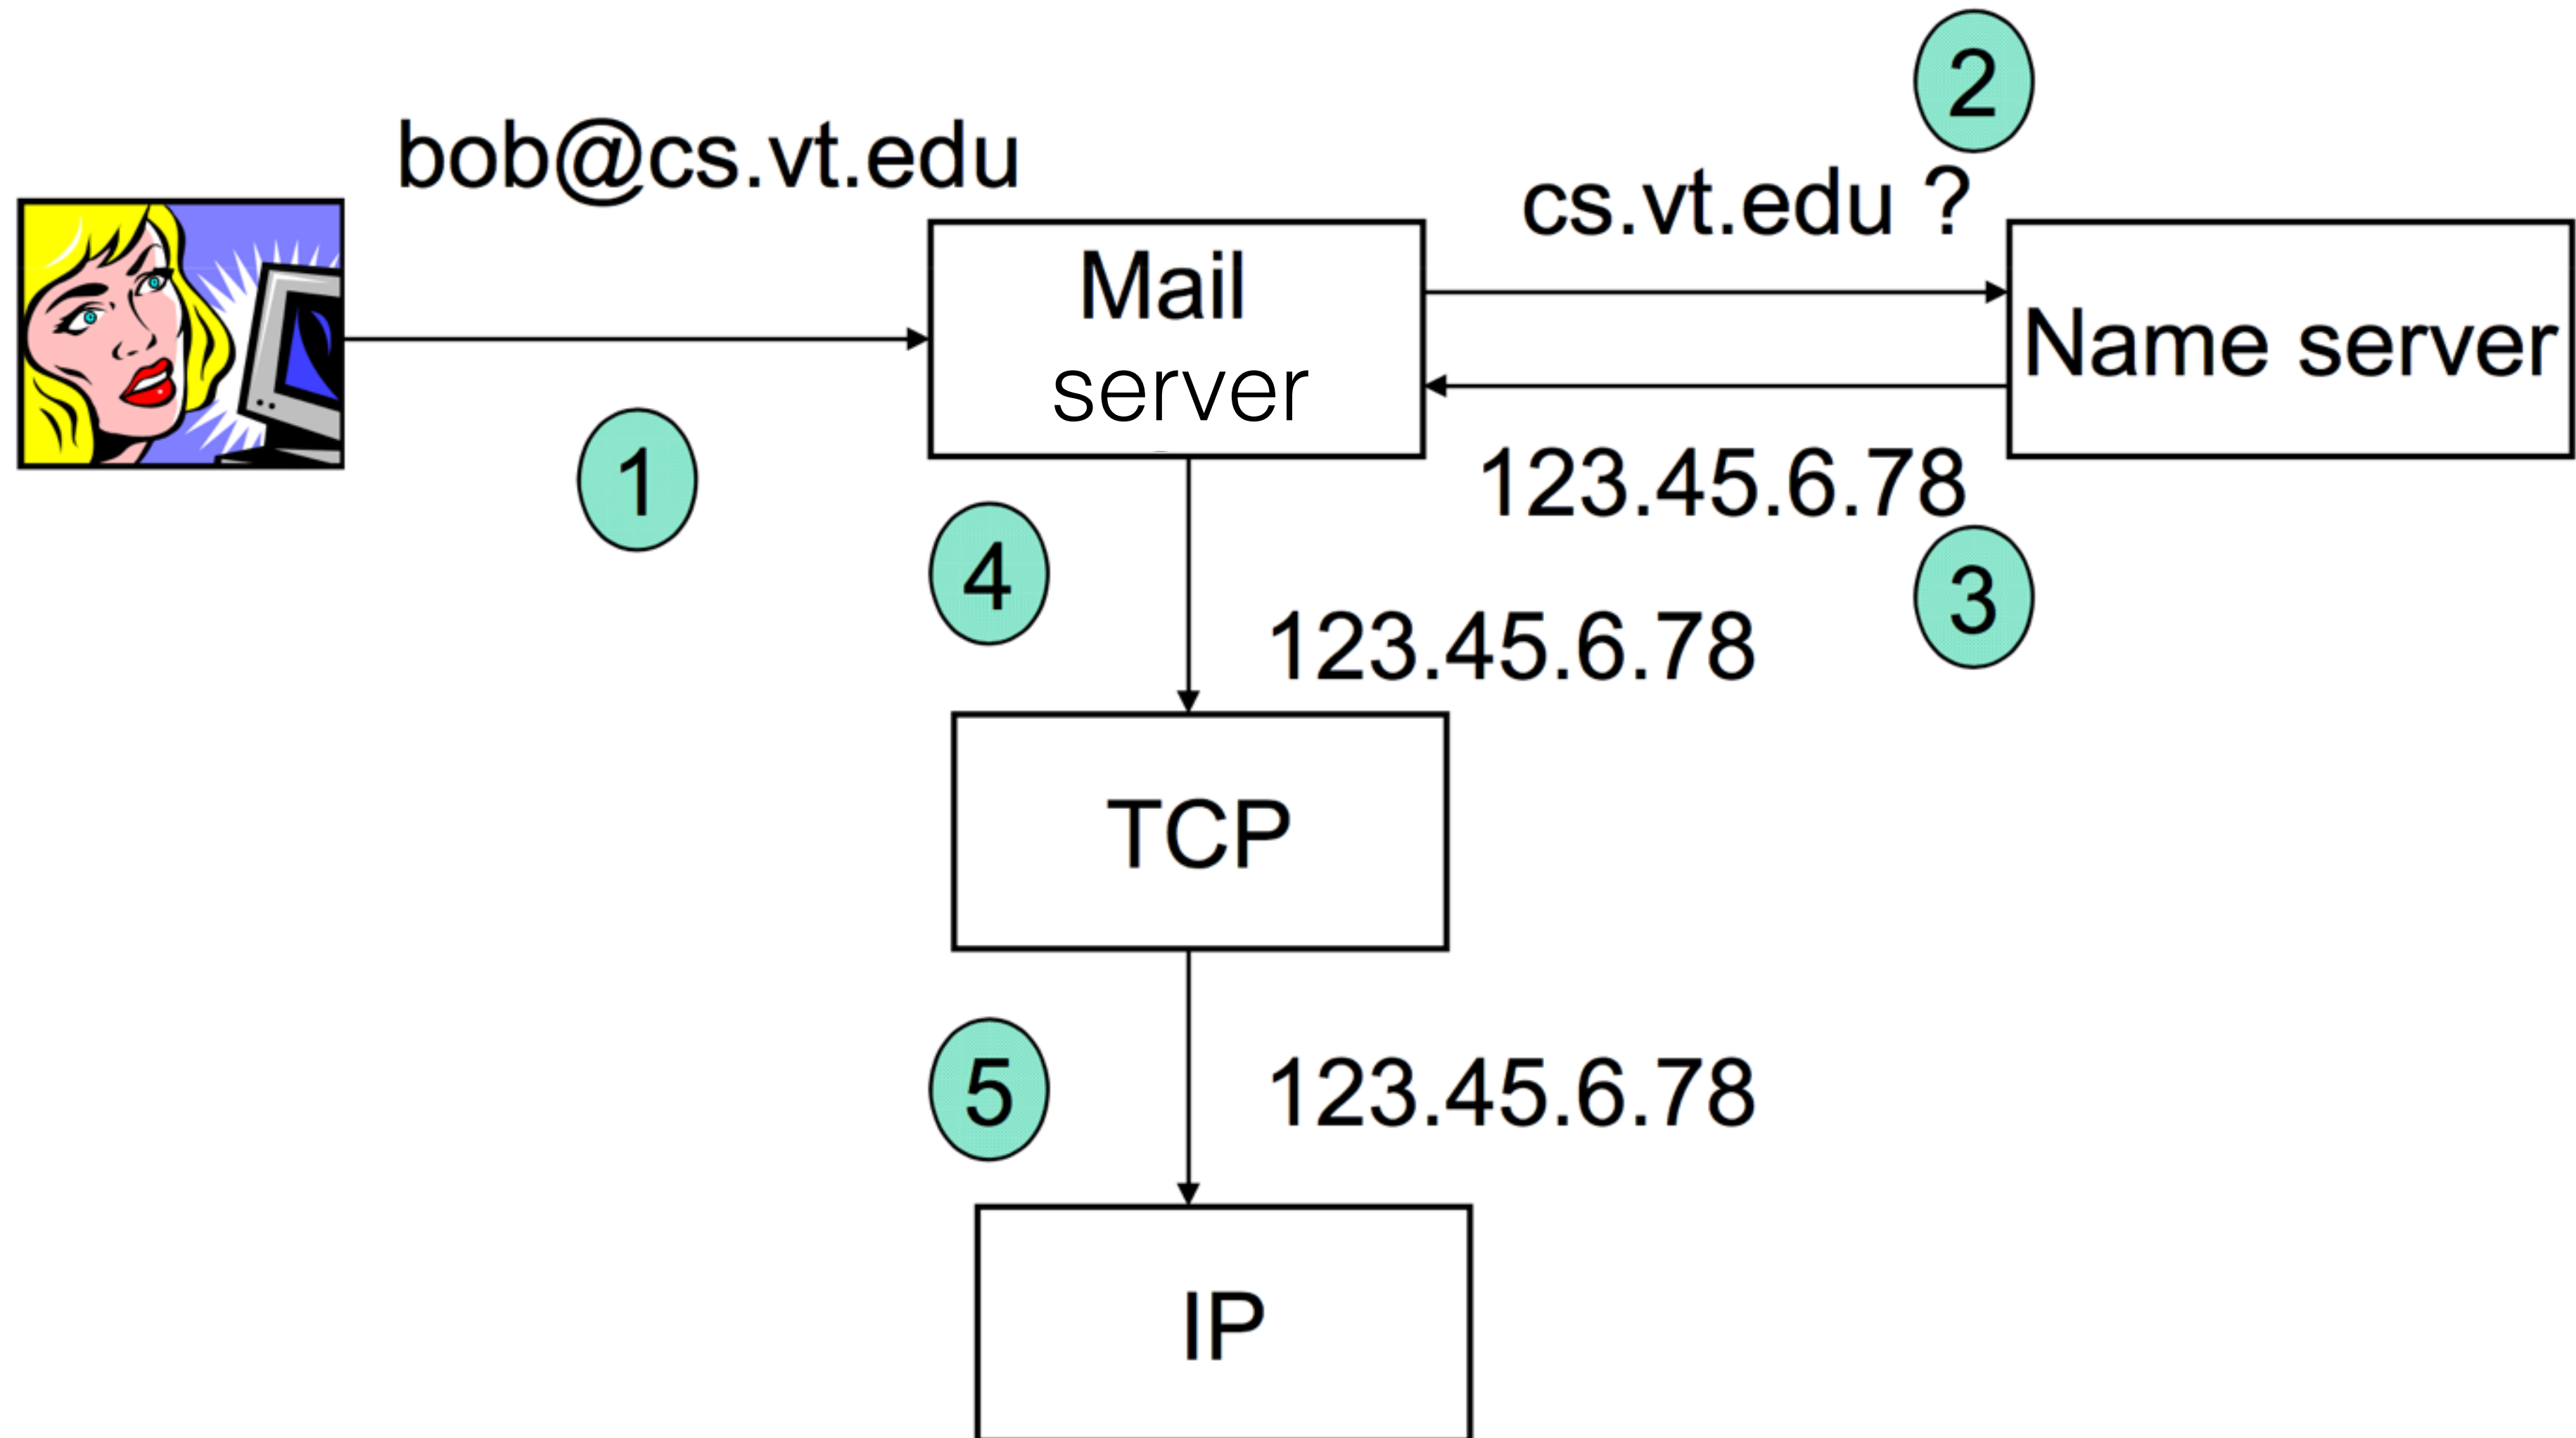 2
bob@cs.vt.edu
cs.vt.edu ?
Mail
server
Name server
1
123.45.6.78
4
3
123.45.6.78
TCP
5
123.45.6.78
IP